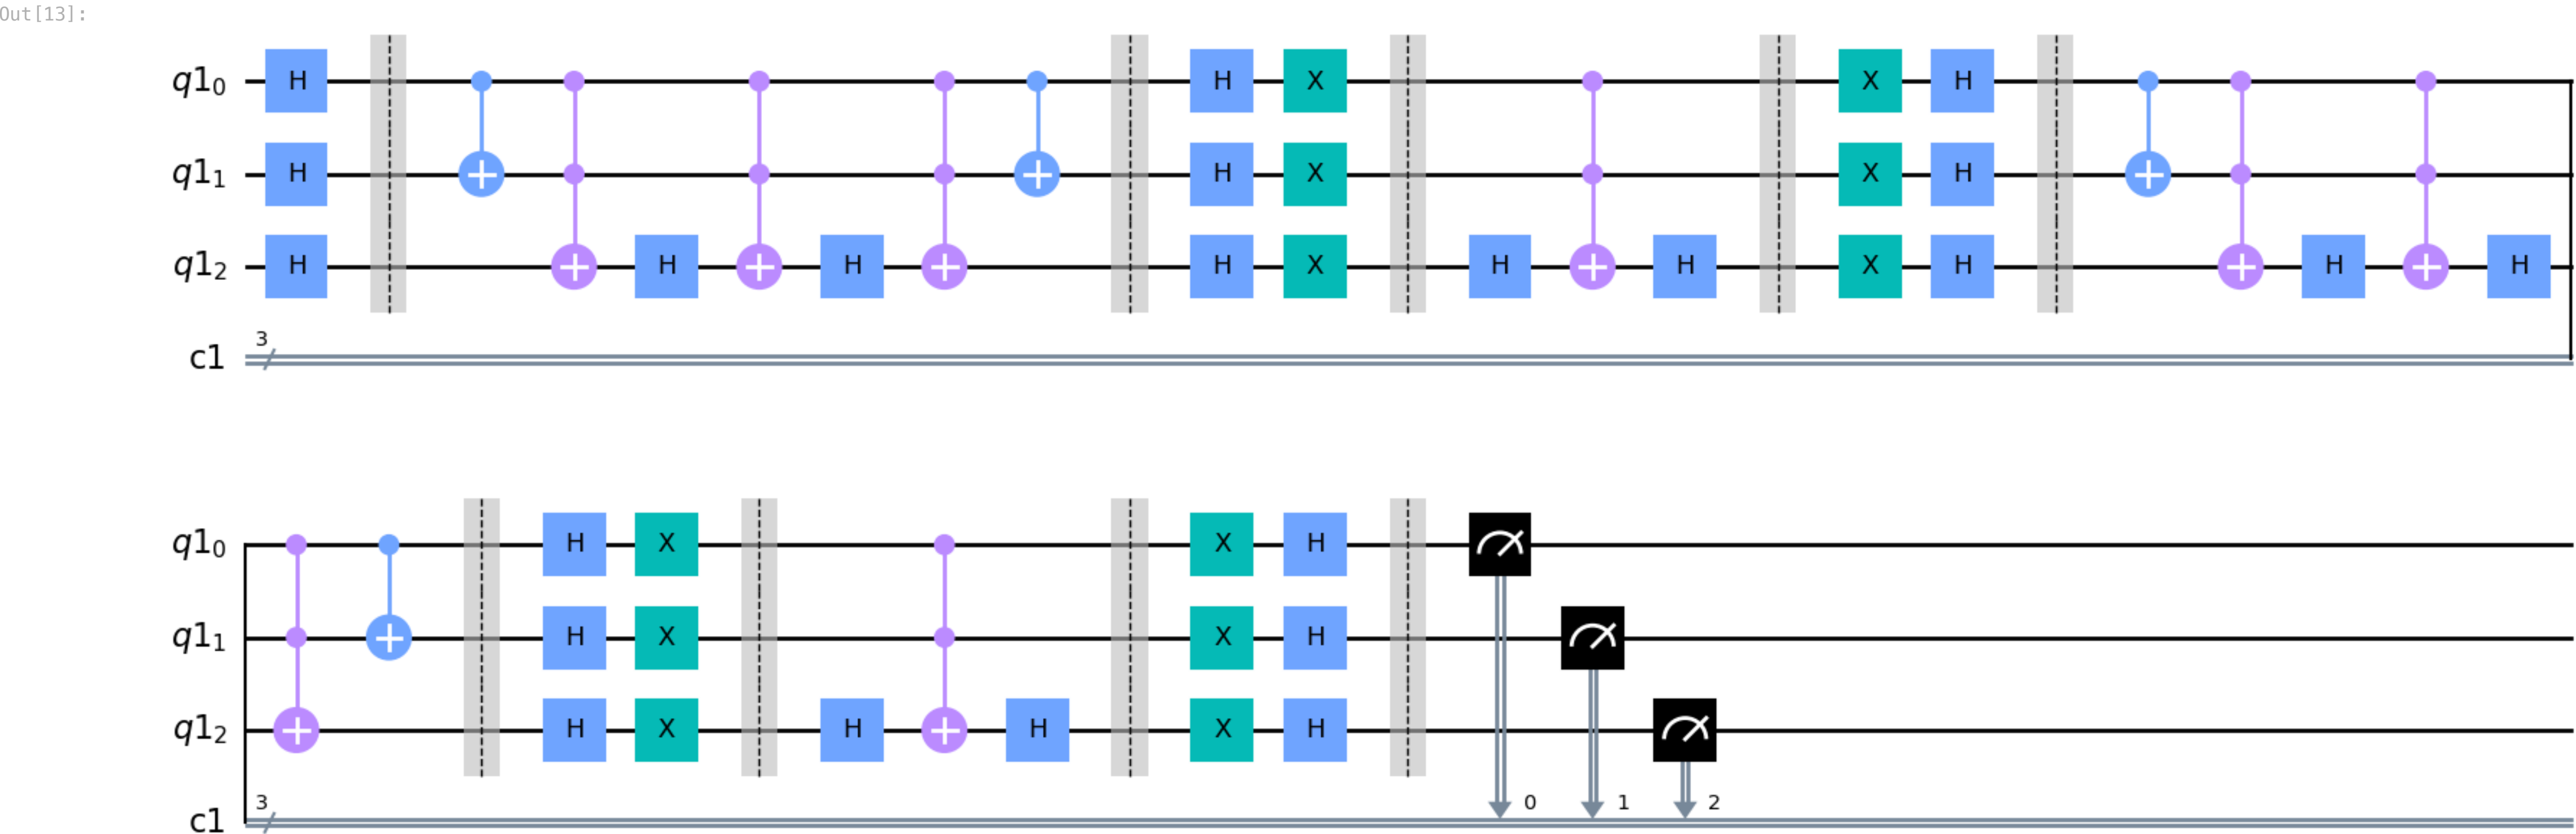 Out[13]:
q1₀ H H X X H
q1₁ H H X X H
q1₂ H H H H X H H X H H H
3
c1
q1₀ H X X H
q1₁ H X X H
q1₂ H X H H X H
3 0 1 2
c1